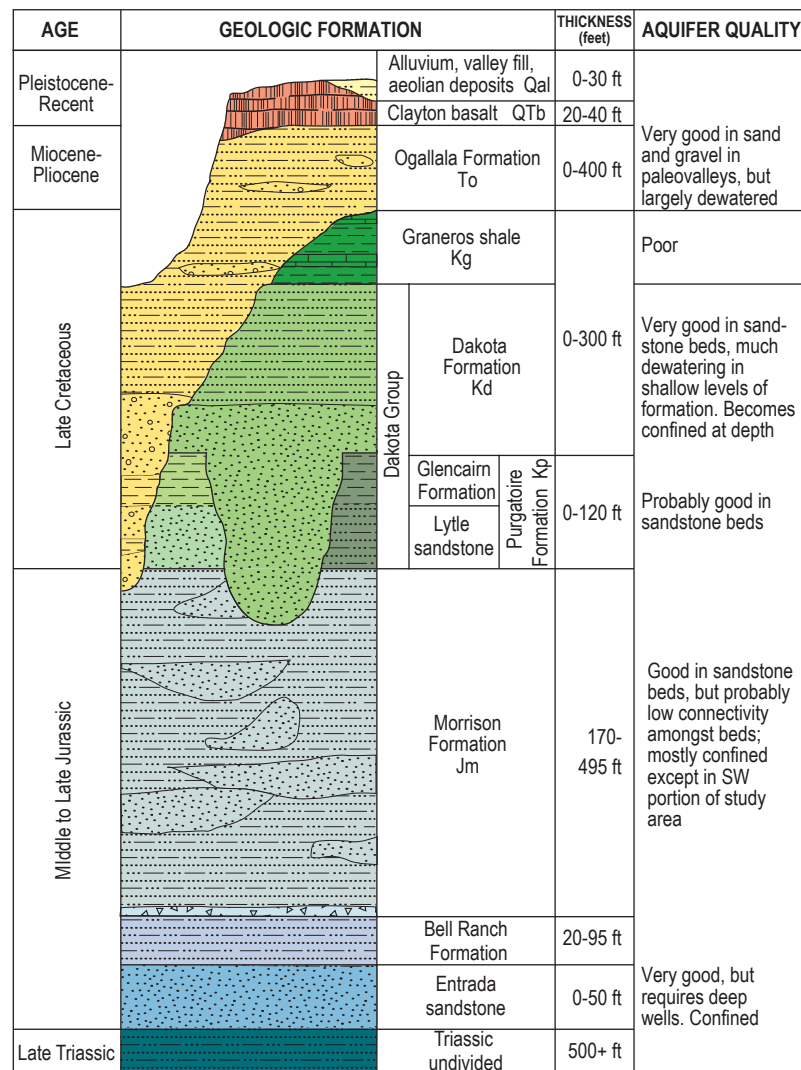 AGE
GEOLOGIC FORMATION
THICKNESS
(feet)
AQUIFER QUALITY
Pleistocene-
Recent
Alluvium, valley fill,
aeolian deposits Qal
0-30 ft
Clayton basalt QTb
20-40 ft
Miocene-
Pliocene
Ogallala Formation
To
0-400 ft
Very good in sand
and gravel in
paleovalleys, but
largely dewatered
Late Cretaceous
Graneros shale
Kg
Poor
Dakota Group
Dakota
Formation
Kd
0-300 ft
Very good in sand-
stone beds, much
dewatering in
shallow levels of
formation. Becomes
confined at depth
Glencairn
Formation
Lytle
sandstone
Purgatoire
Formation Kp
0-120 ft
Probably good in
sandstone beds
MIddle to Late Jurassic
Morrison
Formation
Jm
170-
495 ft
Good in sandstone
beds, but probably
low connectivity
amongst beds;
mostly confined
except in SW
portion of study
area
Bell Ranch
Formation
20-95 ft
Entrada
sandstone
0-50 ft
Very good, but
requires deep
wells. Confined
Late Triassic
Triassic
undivided
500+ ft